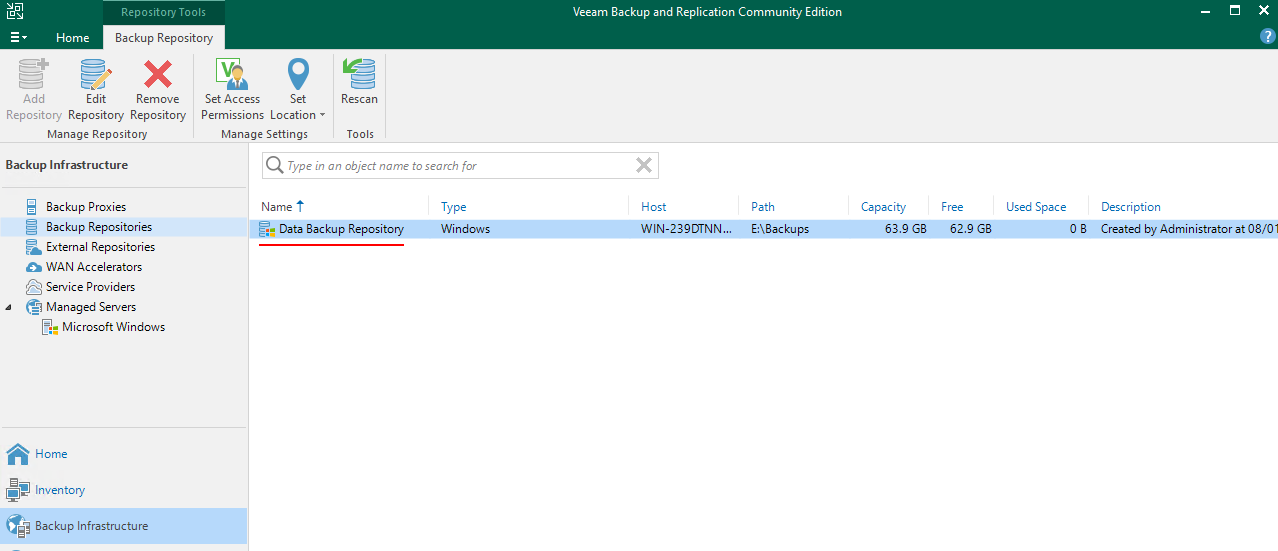 Repository Tools
Veeam Backup and Replication Community Edition
Home
Backup Repository
Add Repository
Edit Repository
Remove Repository
Set Access Permissions
Set Location
Rescan
Manage Repository
Manage Settings
Tools
Backup Infrastructure
Type in an object name to search for
Backup Proxies
Backup Repositories
External Repositories
WAN Accelerators
Service Providers
Managed Servers
Microsoft Windows
Name Type Host Path Capacity Free Used Space Description
Data Backup Repository Windows WIN-239DTNN... E:\Backups 63.9 GB 62.9 GB 0 B Created by Administrator at 08/01
Home
Inventory
Backup Infrastructure